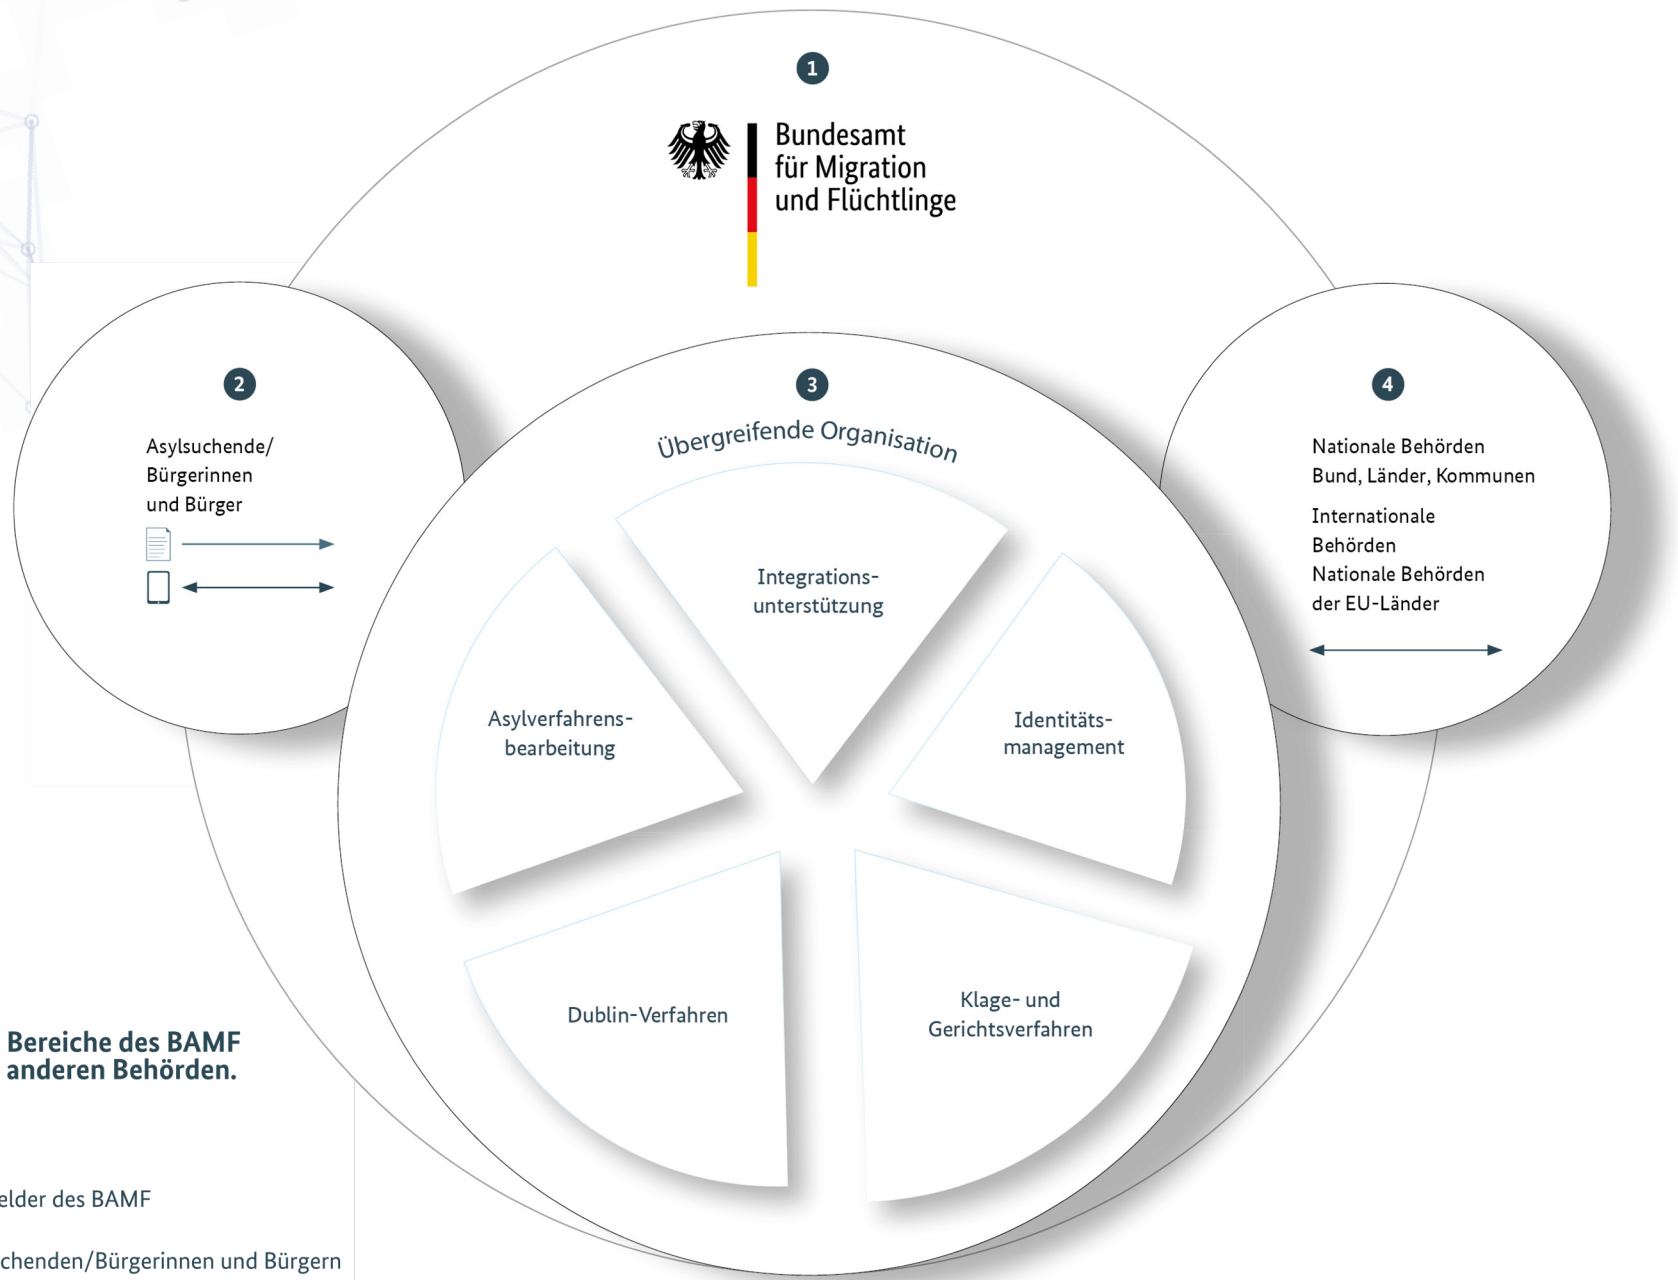 1
Bundesamt
für Migration
und Flüchtlinge
2
Asylsuchende/
Bürgerinnen
und Bürger
3
Übergreifende Organisation
Integrations-
unterstützung
Asylverfahrens-
bearbeitung
Identitäts-
management
Dublin-Verfahren
Klage- und
Gerichtsverfahren
4
Nationale Behörden
Bund, Länder, Kommunen
Internationale
Behörden
Nationale Behörden
der EU-Länder
Bereiche des BAMF
anderen Behörden.
elder des BAMF
chenden/Bürgerinnen und Bürgern